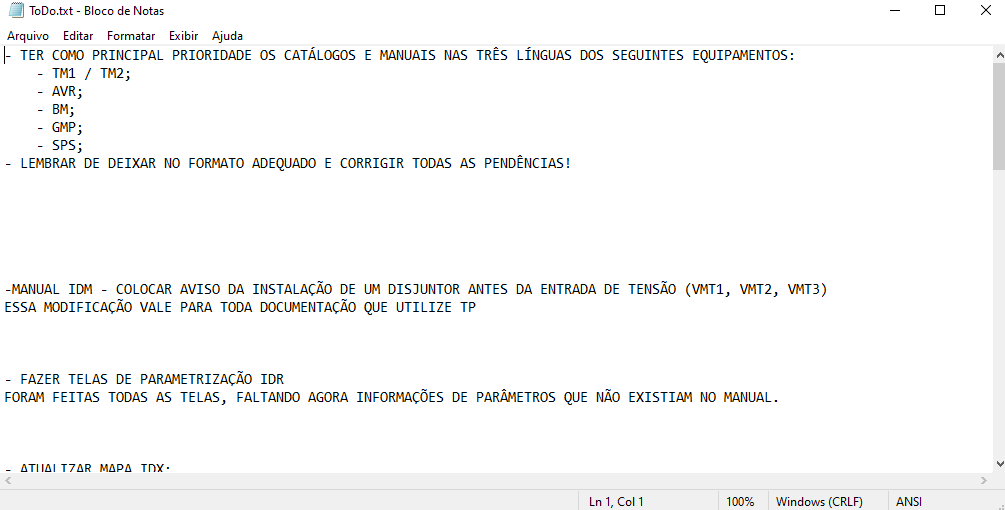 ToDo.txt - Bloco de Notas
Arquivo Editar Formatar Exibir Ajuda
- TER COMO PRINCIPAL PRIORIDADE OS CATÁLOGOS E MANUAIS NAS TRÊS LÍNGUAS DOS SEGUINTES EQUIPAMENTOS:
- TM1 / TM2;
- AVR;
- BM;
- GMP;
- SPS;
- LEMBRAR DE DEIXAR NO FORMATO ADEQUADO E CORRIGIR TODAS AS PENDÊNCIAS!
-MANUAL IDM - COLOCAR AVISO DA INSTALAÇÃO DE UM DISJUNTOR ANTES DA ENTRADA DE TENSÃO (VMT1, VMT2, VMT3)
ESSA MODIFICAÇÃO VALE PARA TODA DOCUMENTAÇÃO QUE UTILIZE TP
- FAZER TELAS DE PARAMETRIZAÇÃO IDR
FORAM FEITAS TODAS AS TELAS, FALTANDO AGORA INFORMAÇÕES DE PARÂMETROS QUE NÃO EXISTIAM NO MANUAL.
- ATUALIZAR MAPA IDX:
Ln 1, Col 1 100% Windows (CRLF) ANSI